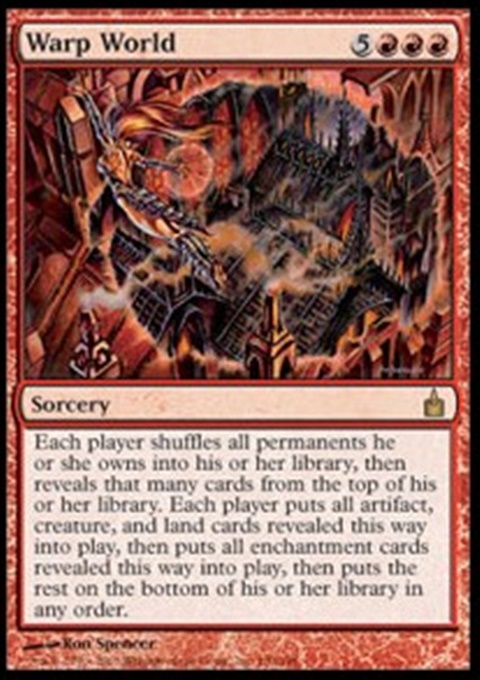 Warp World 5
Sorcery
Each player shuffles all permanents he
or she owns into his or her library, then
reveals that many cards from the top of his
or her library. Each player puts all artifact,
creature, and land cards revealed this way
into play, then puts all enchantment cards
revealed this way into play, then puts the
rest on the bottom of his or her library in
any order.
Ron Spencer